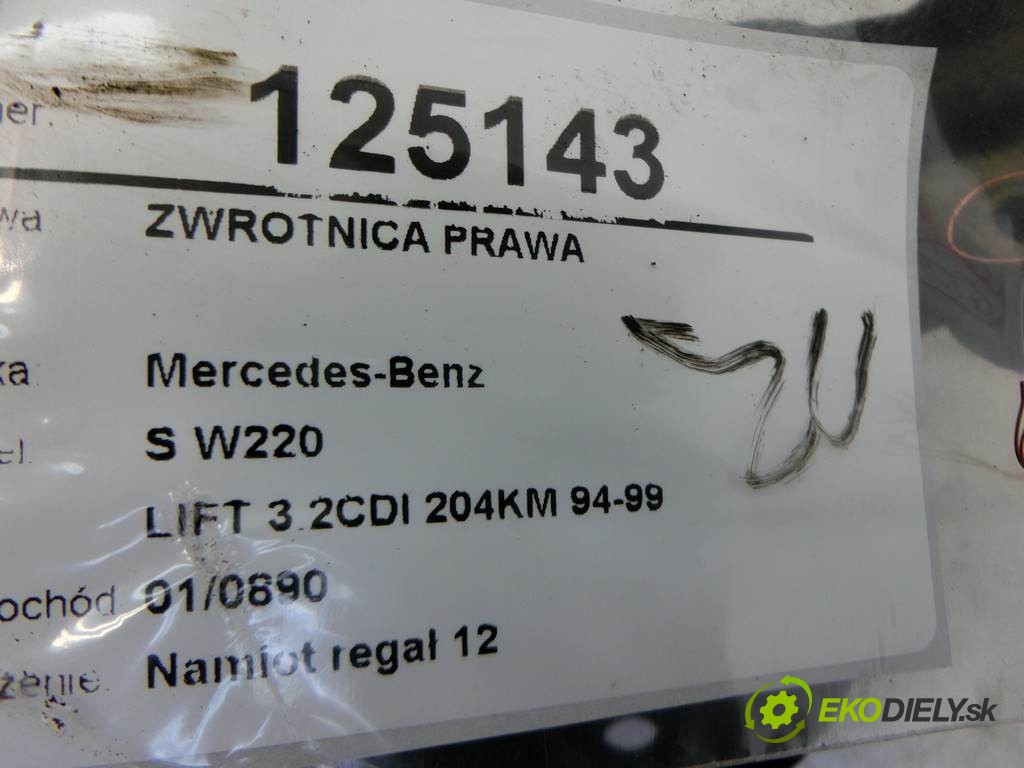 125143
ZWROTNICA PRAWA
Mercedes-Benz
S W220
LIFT 3.2CDI 204KM 94-99
01/0890
Namiot regał 12
EKODIELY.sk